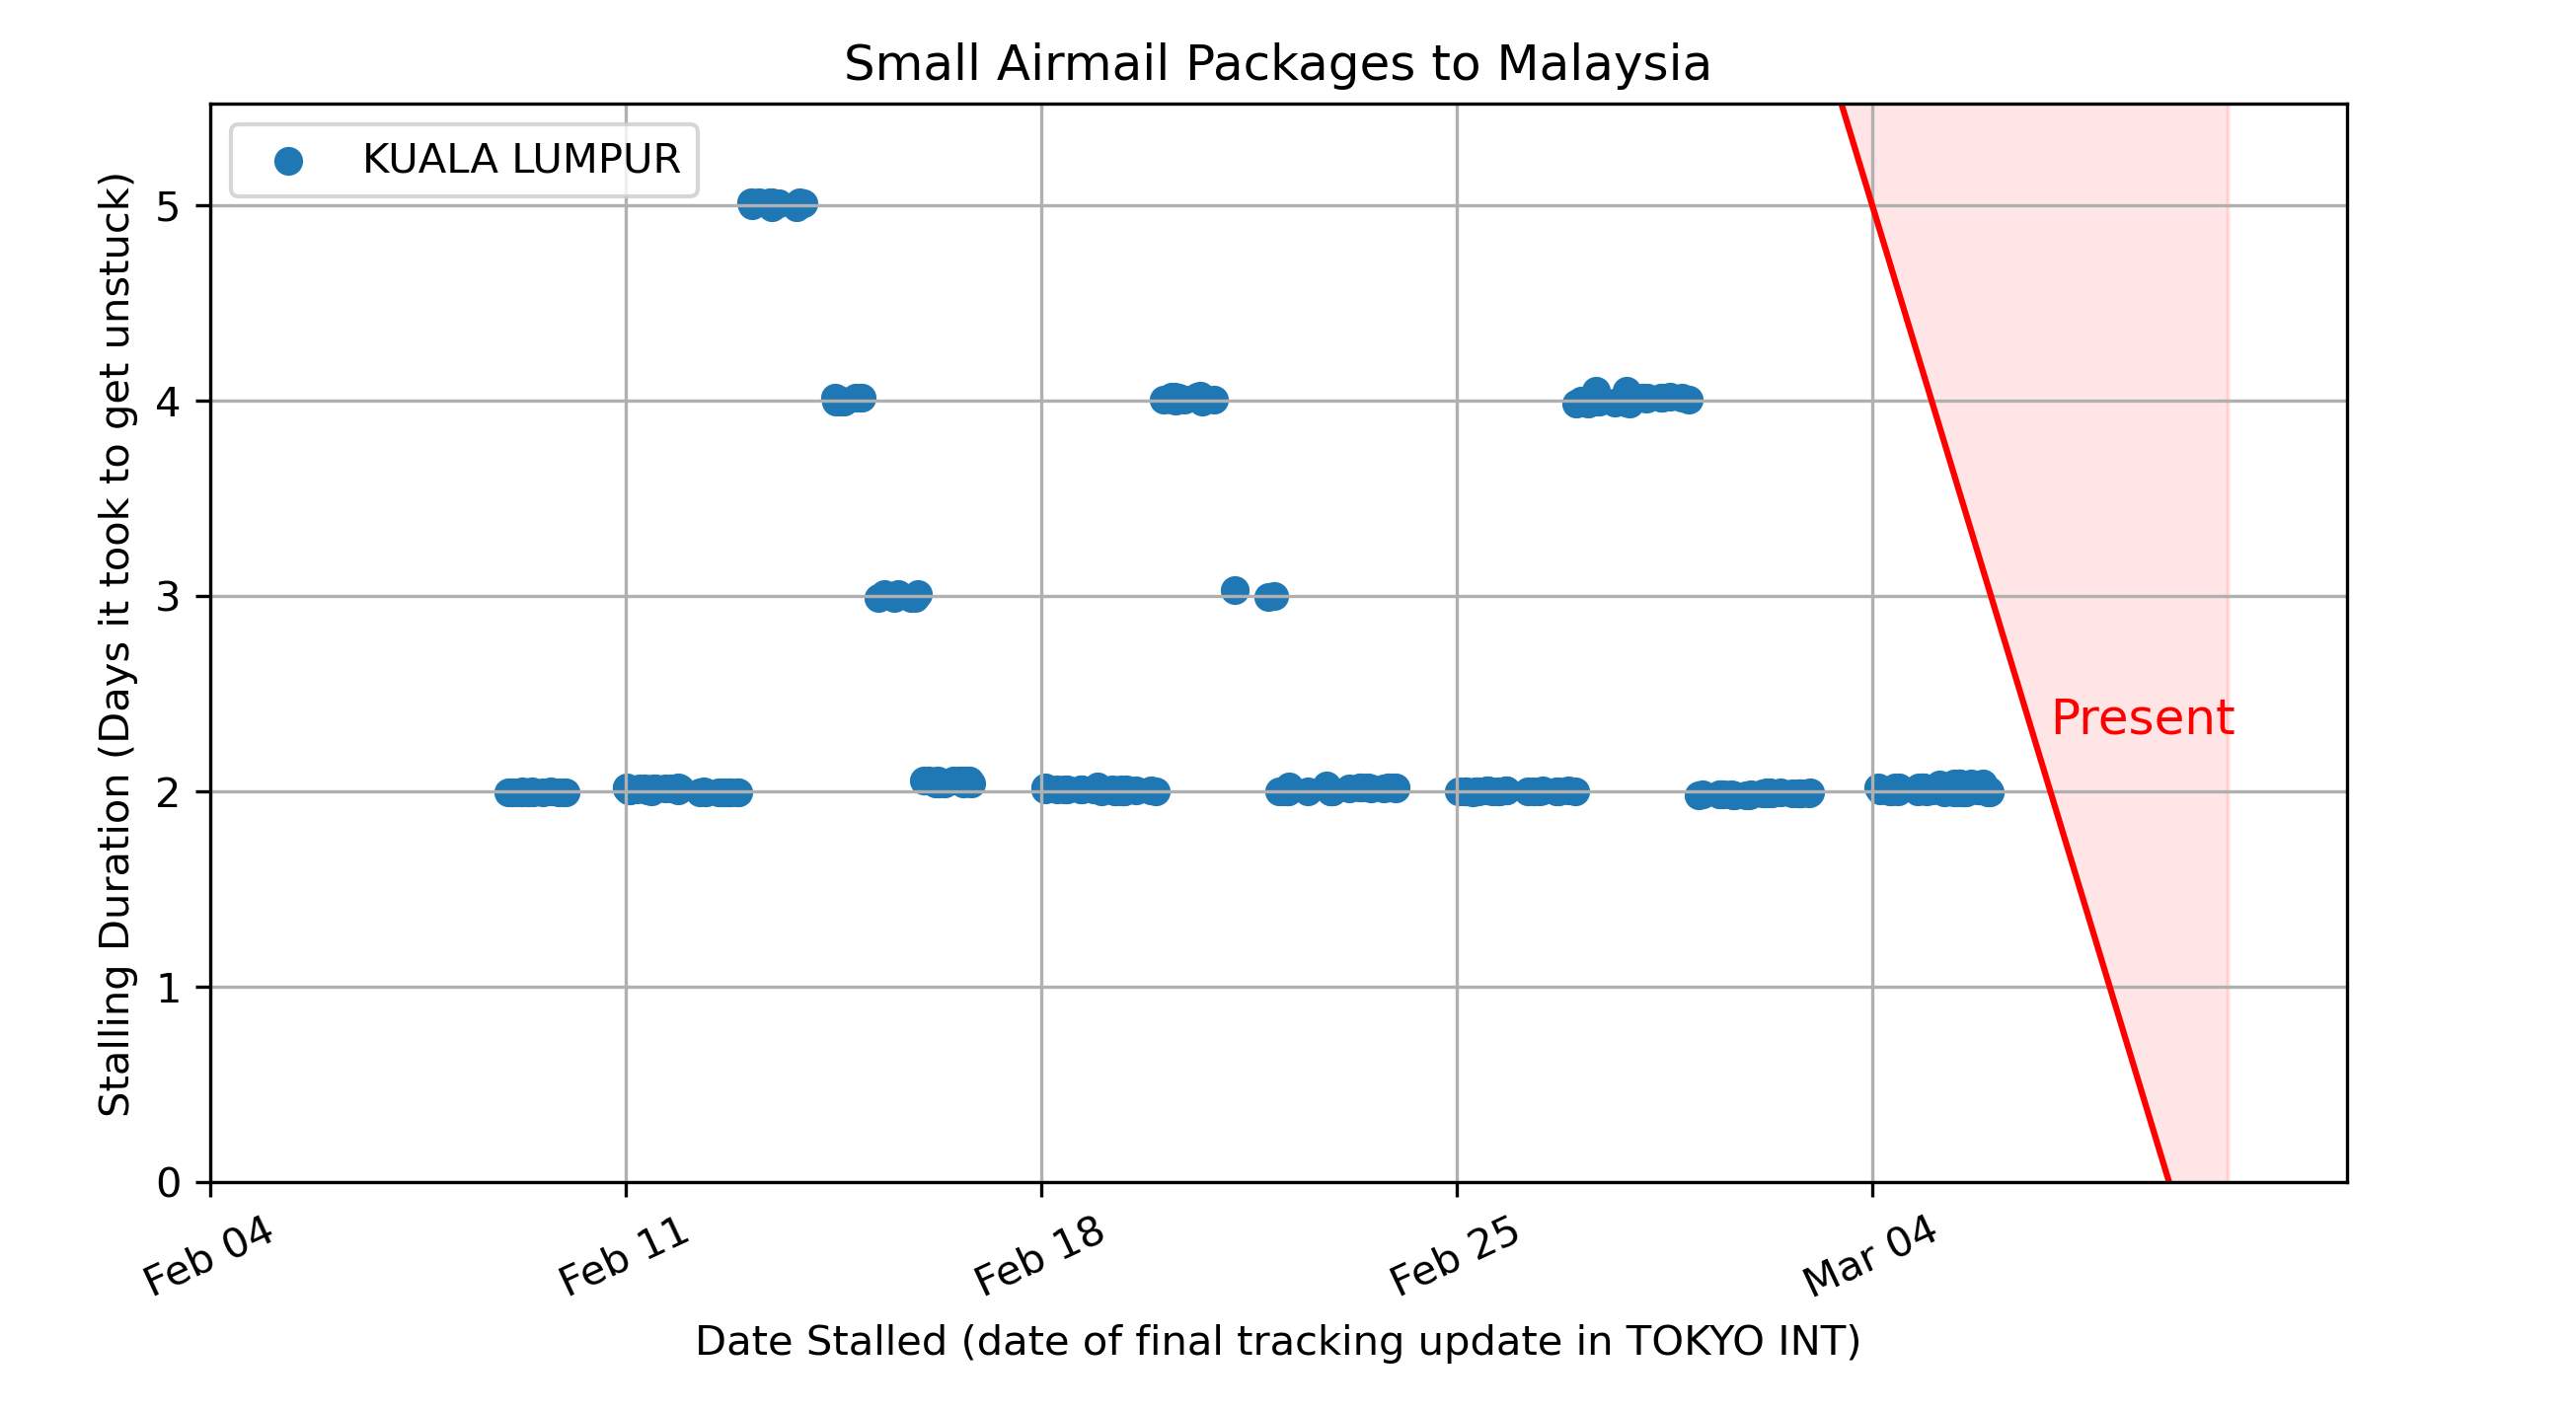 Small Airmail Packages to Malaysia
KUALA LUMPUR
Stalling Duration (Days it took to get unstuck)
5
4
3
2
1
0
Present
Feb 04
Feb 11
Feb 18
Feb 25
Mar 04
Date Stalled (date of final tracking update in TOKYO INT)